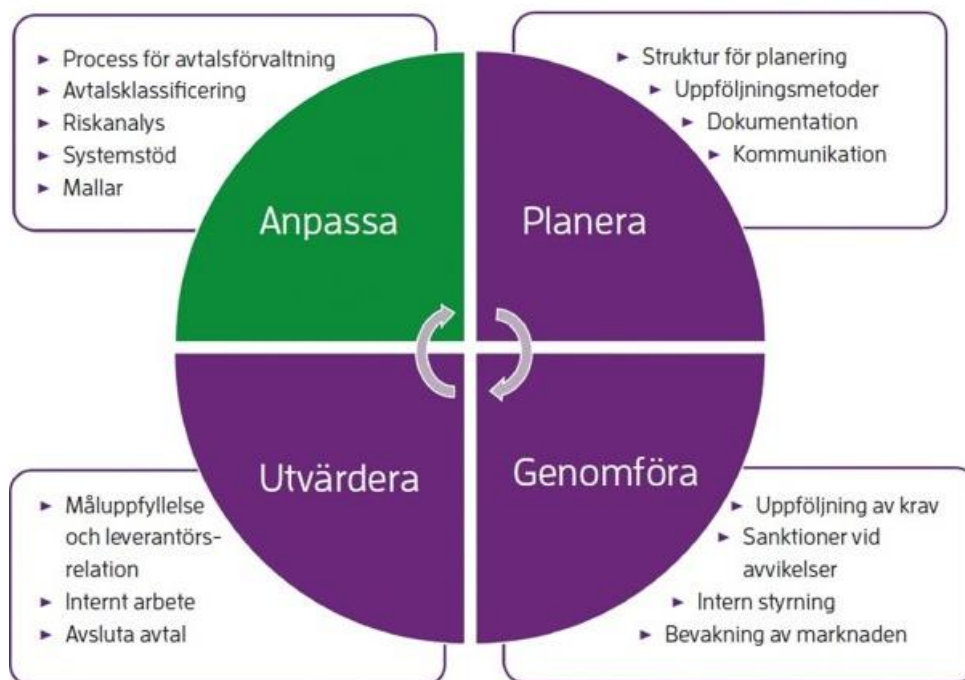 Process för avtalsförvaltning
Avtalsklassificering
Riskanalys
Systemstöd
Mallar
Struktur för planering
Uppföljningsmetoder
Dokumentation
Kommunikation
Anpassa
Planera
Utvärdera
Genomföra
Måluppfyllelse
och leverantörs-
relation
Internt arbete
Avsluta avtal
Uppföljning av krav
Sanktioner vid
avvikelser
Intern styrning
Bevakning av marknaden